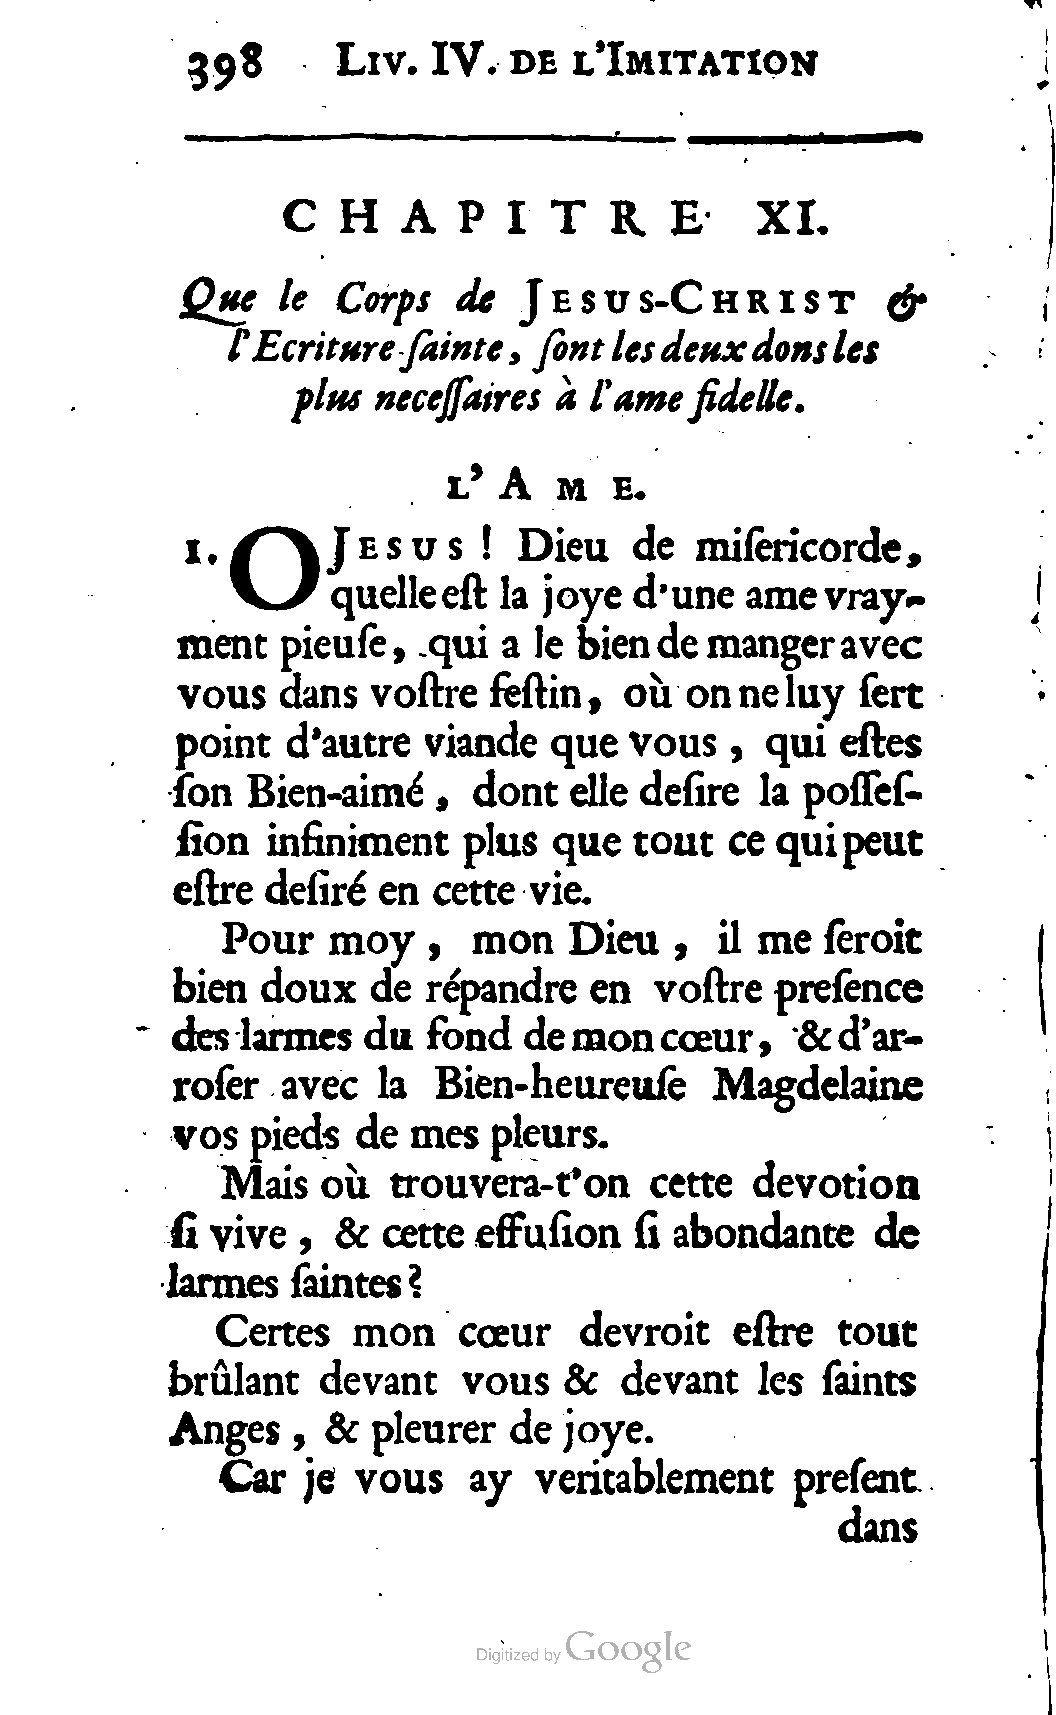 398 LIV. IV. DE L'IMITATION
CHAPITRE XI.
Que le Corps de JESUS-CHRIST &
l'Ecriture ſainte, ſont les deux dons les
plus neceſſaires à l'ame fidelle.
L'AME.
1. O JESUS ! Dieu de miſericorde,
quelle eſt la joye d'une ame vray-
ment pieuſe, qui a le bien de manger avec
vous dans voſtre feſtin, où on ne luy ſert
point d'autre viande que vous, qui eſtes
ſon Bien-aimé, dont elle deſire la poſſeſ-
ſion infiniment plus que tout ce qui peut
eſtre deſiré en cette vie.
Pour moy, mon Dieu, il me ſeroit
bien doux de répandre en voſtre preſence
des larmes du fond de mon cœur, & d'ar-
roſer avec la Bien-heureuſe Magdelaine
vos pieds de mes pleurs.
Mais où trouvera-t'on cette devotion
ſi vive, & cette effuſion ſi abondante de
larmes ſaintes?
Certes mon cœur devroit eſtre tout
brûlant devant vous & devant les ſaints
Anges, & pleurer de joye.
Car je vous ay veritablement preſent
dans
Digitized by Google